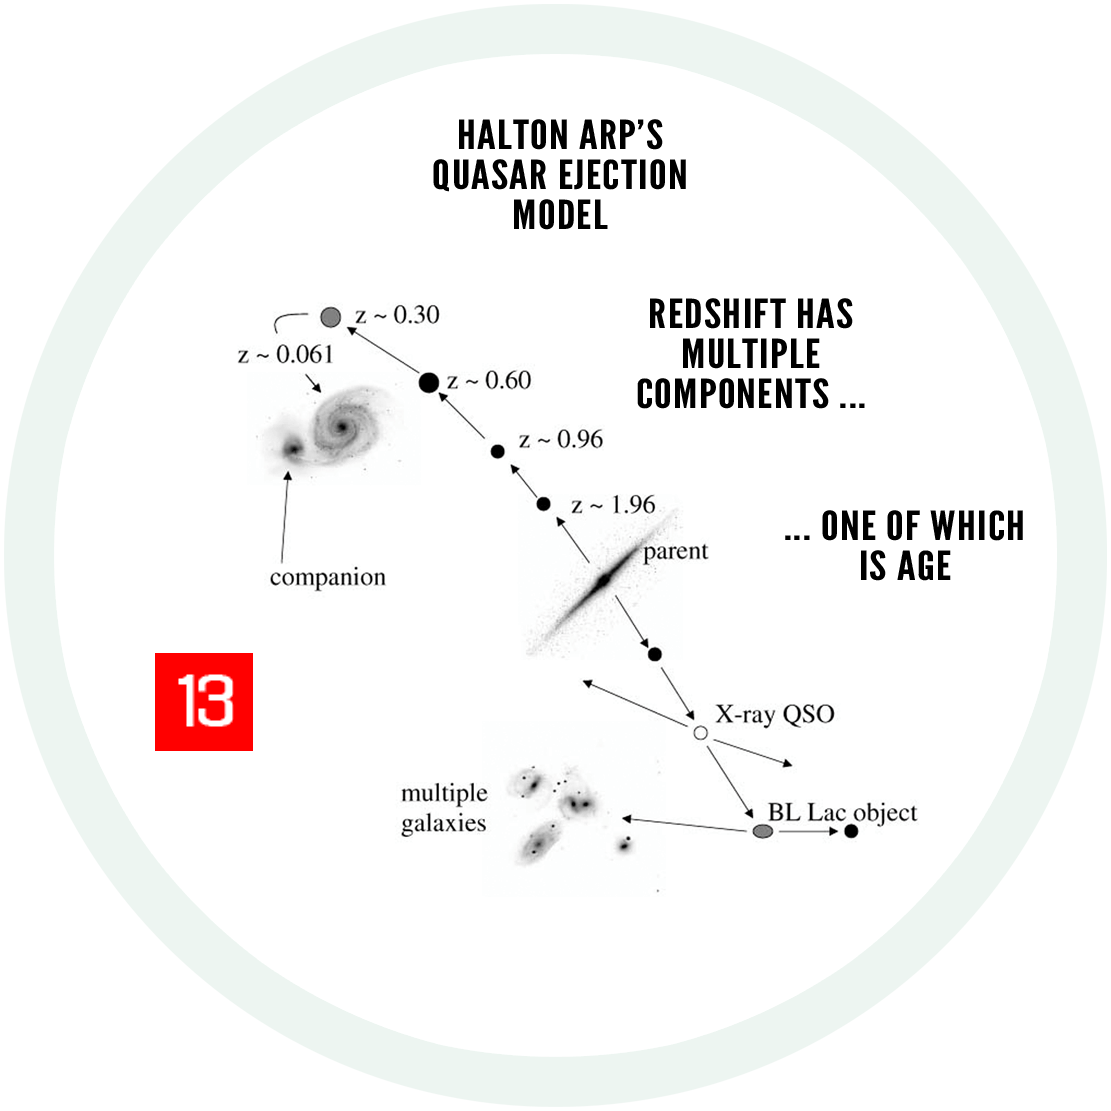 HALTON ARP’S
QUASAR EJECTION
MODEL
REDSHIFT HAS
MULTIPLE
COMPONENTS ...
z ~ 0.30
z ~ 0.061
z ~ 0.60
z ~ 0.96
z ~ 1.96
... ONE OF WHICH
IS AGE
parent
companion
13
X-ray QSO
multiple
galaxies
BL Lac object